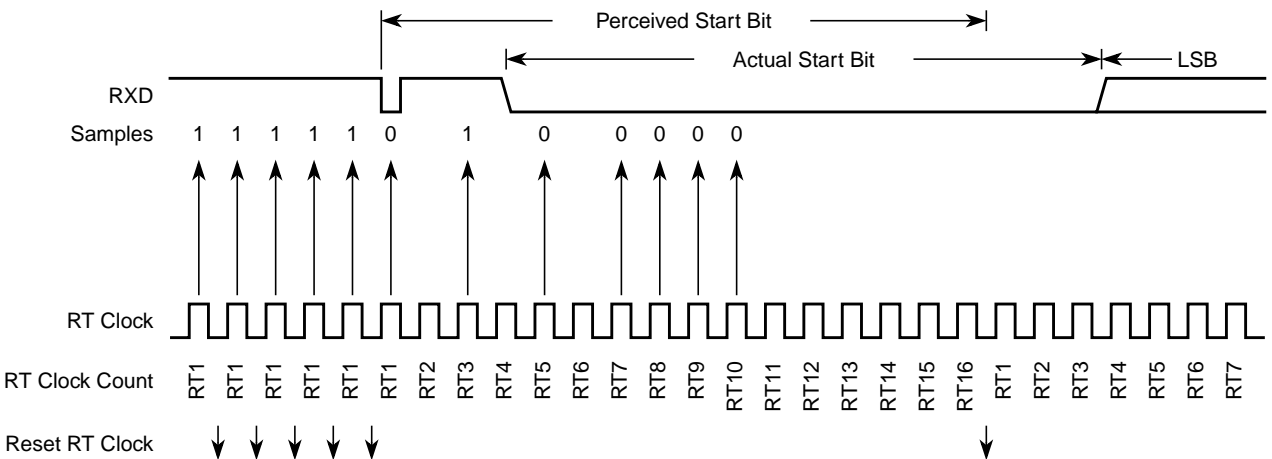 Perceived Start Bit
Actual Start Bit LSB
RXD
Samples 1 1 1 1 1 0 1 0 0 0 0 0
RT Clock
RT Clock Count RT1 RT1 RT1 RT1 RT1 RT1 RT2 RT3 RT4 RT5 RT6 RT7 RT8 RT9 RT10 RT11 RT12 RT13 RT14 RT15 RT16 RT1 RT2 RT3 RT4 RT5 RT6 RT7
Reset RT Clock